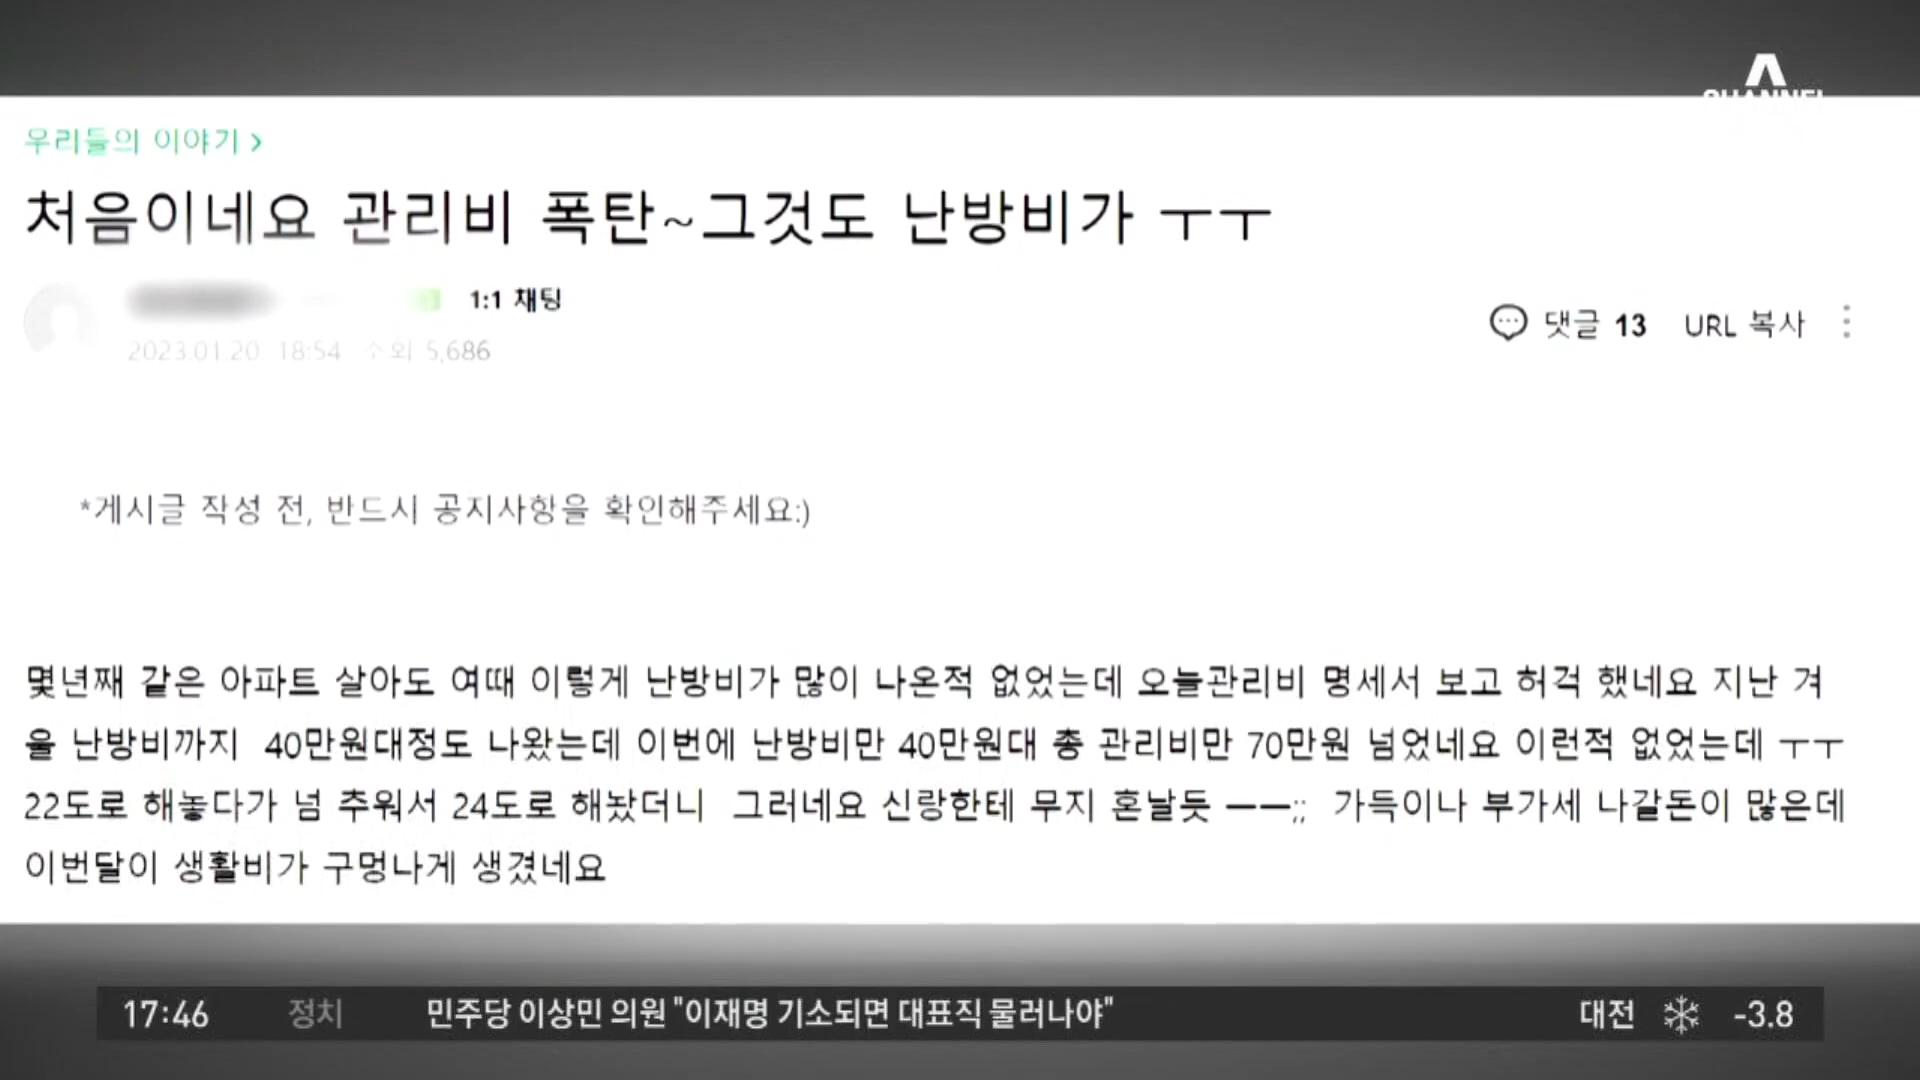 CHANNEL
우리들의 이야기 >
처음이네요 관리비 폭탄~그것도 난방비가 ㅜㅜ
1:1 채팅
2023.01.20 18:54 조회 5,686
댓글 13 URL 복사
*게시글 작성 전, 반드시 공지사항을 확인해주세요:)
몇년째 같은 아파트 살아도 여때 이렇게 난방비가 많이 나온적 없었는데 오늘관리비 명세서 보고 허걱 했네요 지난 겨
울 난방비까지 40만원대정도 나왔는데 이번에 난방비만 40만원대 총 관리비만 70만원 넘었네요 이런적 없었는데 ㅜㅜ
22도로 해놓다가 넘 추워서 24도로 해놨더니 그러네요 신랑한테 무지 혼날듯 ㅡㅡ;; 가득이나 부가세 나갈돈이 많은데
이번달이 생활비가 구멍나게 생겼네요
17:46 정치 민주당 이상민 의원 "이재명 기소되면 대표직 물러나야" 대전 -3.8